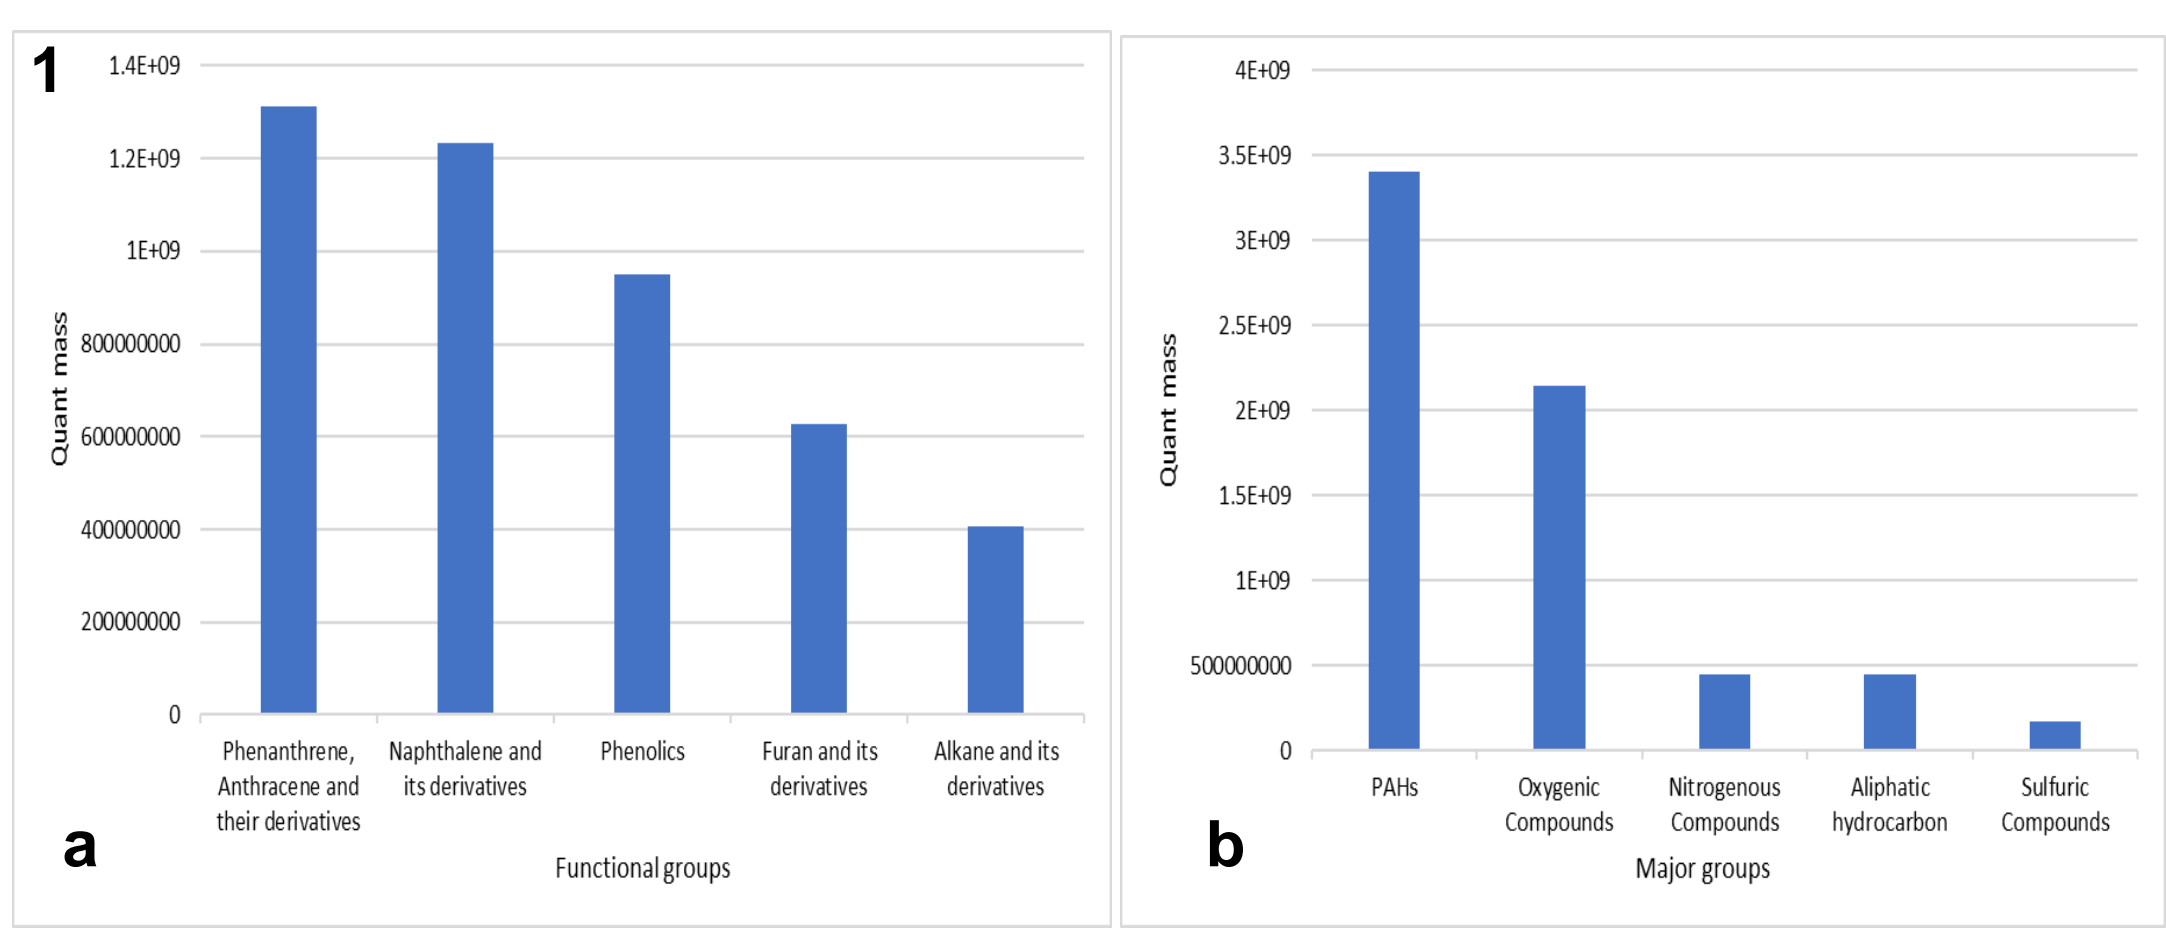 1
1.4E+09
1.2E+09
1E+09
800000000
600000000
400000000
200000000
0
Quant mass
Phenanthrene,
Anthracene and
their derivatives
Naphthalene and
its derivatives
Phenolics
Furan and its
derivatives
Alkane and its
derivatives
Functional groups
a
4E+09
3.5E+09
3E+09
2.5E+09
2E+09
1.5E+09
1E+09
500000000
0
Quant mass
PAHs
Oxygenic
Compounds
Nitrogenous
Compounds
Aliphatic
hydrocarbon
Sulfuric
Compounds
Major groups
b